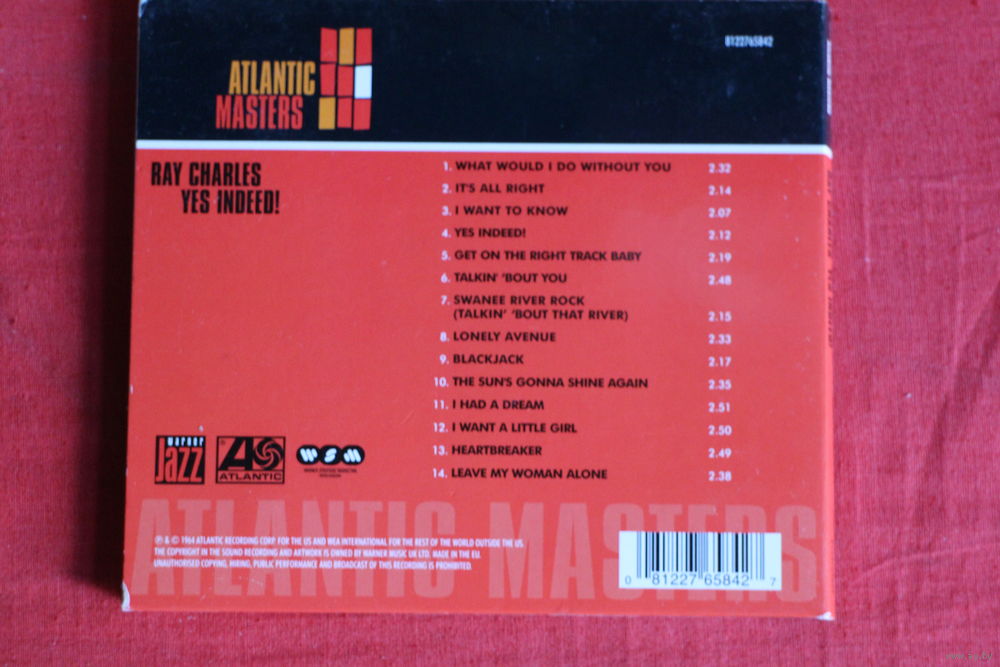 8122765842
ATLANTIC
MASTERS
RAY CHARLES
YES INDEED!
1. WHAT WOULD I DO WITHOUT YOU 2.32
2. IT'S ALL RIGHT 2.14
3. I WANT TO KNOW 2.07
4. YES INDEED! 2.12
5. GET ON THE RIGHT TRACK BABY 2.19
6. TALKIN' 'BOUT YOU 2.48
7. SWANEE RIVER ROCK
(TALKIN' 'BOUT THAT RIVER) 2.15
8. LONELY AVENUE 2.33
9. BLACKJACK 2.17
10. THE SUN'S GONNA SHINE AGAIN 2.35
11. I HAD A DREAM 2.51
12. I WANT A LITTLE GIRL 2.50
13. HEARTBREAKER 2.49
14. LEAVE MY WOMAN ALONE 2.38
warner
Jazz
ATLANTIC
WSM
ATLANTIC MASTERS
℗ & © 1964 ATLANTIC RECORDING CORP. FOR THE US AND WEA INTERNATIONAL FOR THE REST OF THE WORLD OUTSIDE THE US.
THE COPYRIGHT IN THE SOUND RECORDING AND ARTWORK IS OWNED BY WARNER MUSIC UK LTD. MADE IN THE EU.
UNAUTHORISED COPYING, HIRING, PUBLIC PERFORMANCE AND BROADCAST OF THIS RECORDING IS PROHIBITED.
0 81227 65842 7